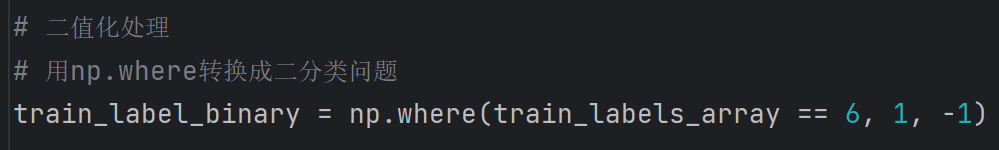 # 二值化处理
# 用np.where转换成二分类问题
train_label_binary = np.where(train_labels_array == 6, 1, -1)